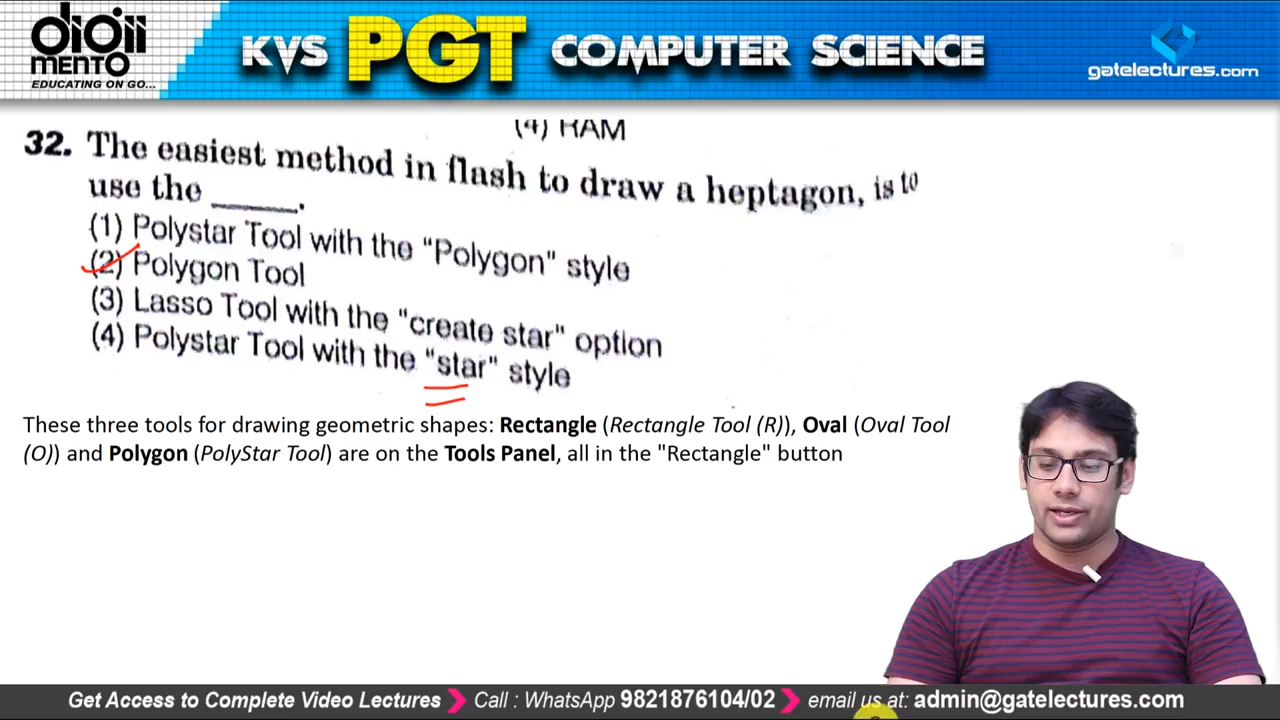 digii
MENTO
EDUCATING ON GO...
KVS PGT COMPUTER SCIENCE
gatelectures.com
(4) RAM
32. The easiest method in flash to draw a heptagon, is to
use the ______.
(1) Polystar Tool with the "Polygon" style
(2) Polygon Tool
(3) Lasso Tool with the "create star" option
(4) Polystar Tool with the "star" style
These three tools for drawing geometric shapes: Rectangle (Rectangle Tool (R)), Oval (Oval Tool
(O)) and Polygon (PolyStar Tool) are on the Tools Panel, all in the "Rectangle" button
Get Access to Complete Video Lectures Call : WhatsApp 9821876104/02 email us at: admin@gatelectures.com